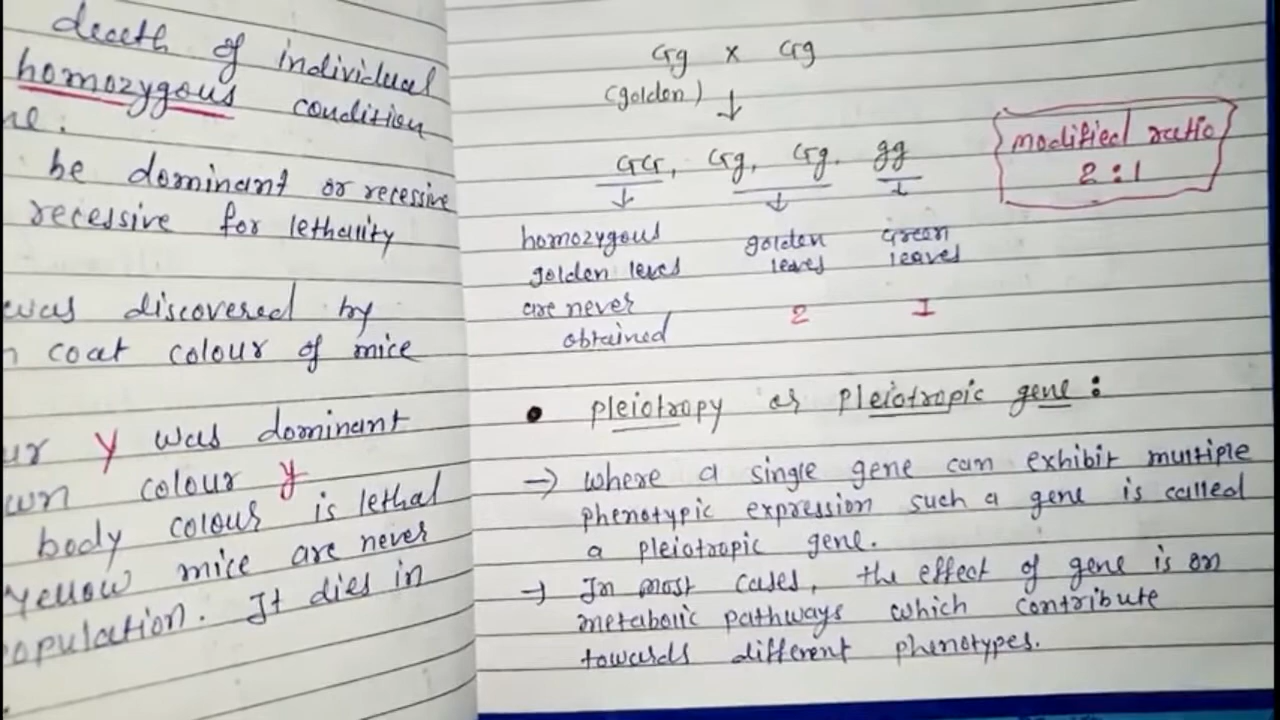 death of individual
homozygous condition
be dominant or recessive
recessive for lethality
was discovered by
coat colour of mice
Y was dominant
colour y
body colour is lethal
Yellow mice are never
opulation. It dies in
Gg x Gg
(golden) ↓
GG, Gg, Gg. gg
↓ ↓ ↓
homozygous golden Green
golden leves leaves leaves
are never 2 1
obtained
modified ratio
2 : 1
• Pleiotropy or Pleiotropic gene :
→ where a single gene can exhibit multiple
phenotypic expression such a gene is called
a pleiotropic gene.
→ In most cases, the effect of gene is on
metabolic pathways which contribute
towards different phenotypes.